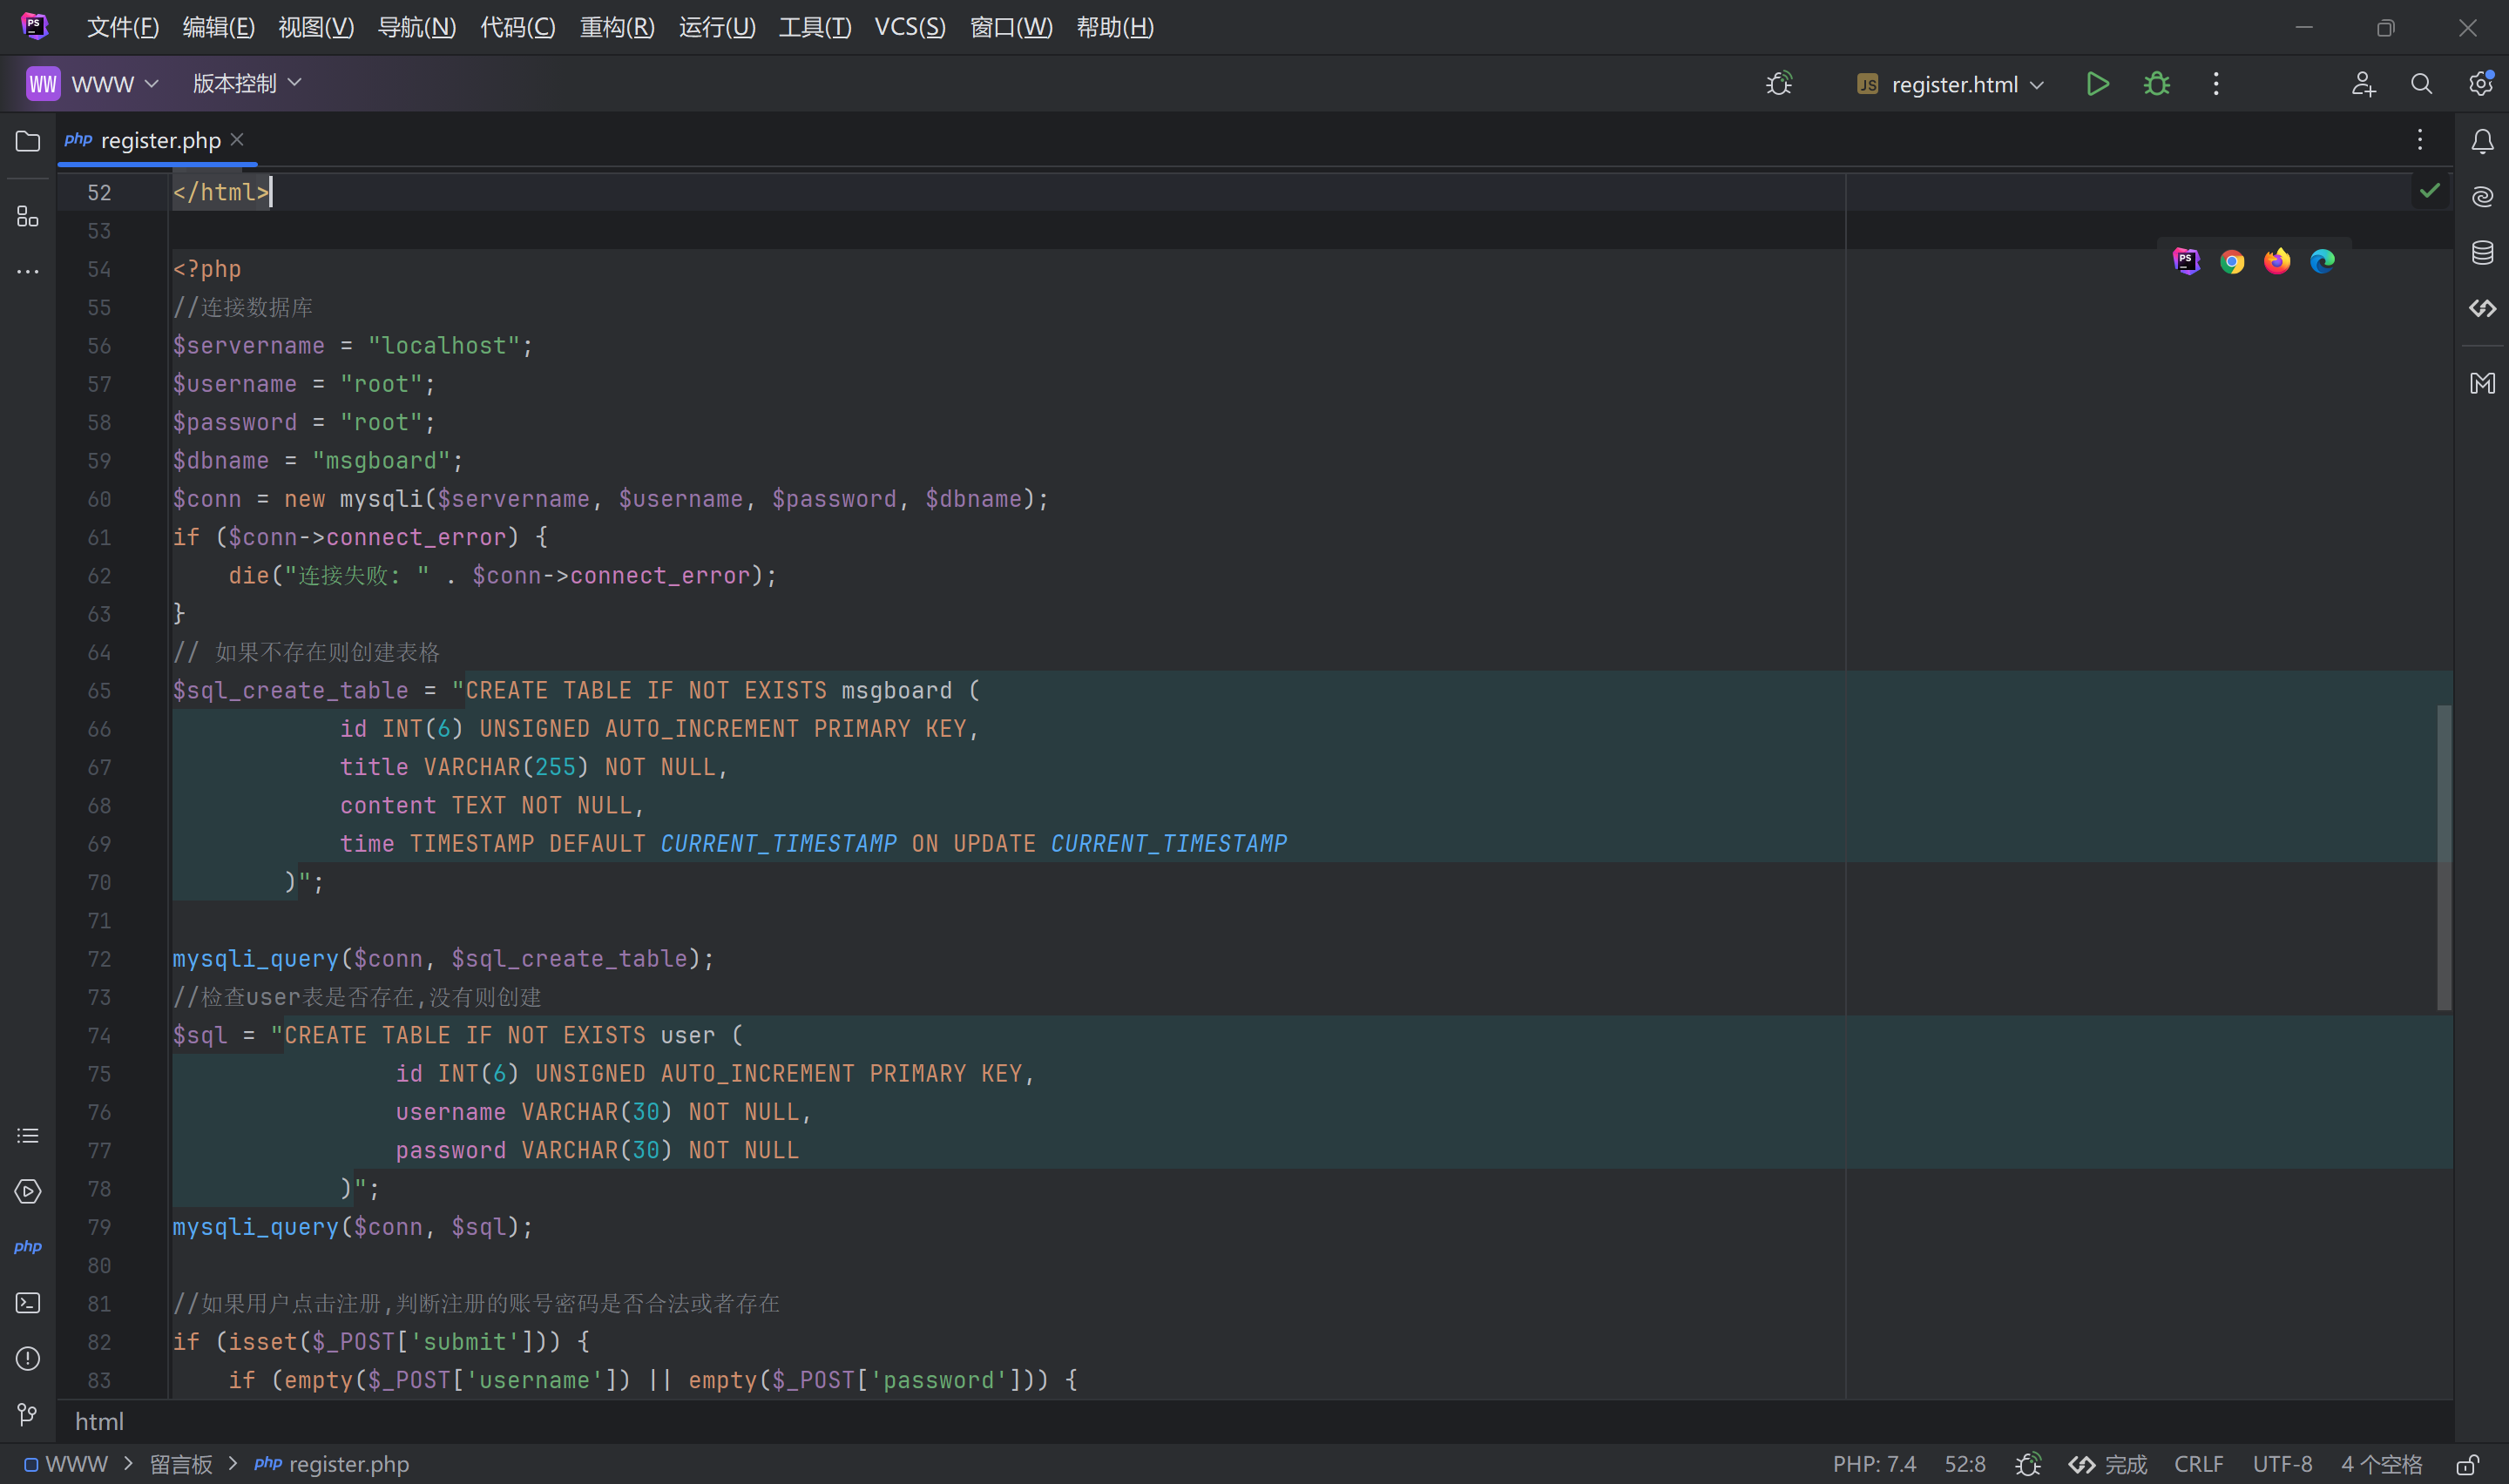 文件(F) 编辑(E) 视图(V) 导航(N) 代码(C) 重构(R) 运行(U) 工具(T) VCS(S) 窗口(W) 帮助(H)
WW WWW 版本控制 JS register.html
php register.php
52 </html>
53
54 <?php
55 //连接数据库
56 $servername = "localhost";
57 $username = "root";
58 $password = "root";
59 $dbname = "msgboard";
60 $conn = new mysqli($servername, $username, $password, $dbname);
61 if ($conn->connect_error) {
62     die("连接失败: " . $conn->connect_error);
63 }
64 // 如果不存在则创建表格
65 $sql_create_table = "CREATE TABLE IF NOT EXISTS msgboard (
66             id INT(6) UNSIGNED AUTO_INCREMENT PRIMARY KEY,
67             title VARCHAR(255) NOT NULL,
68             content TEXT NOT NULL,
69             time TIMESTAMP DEFAULT CURRENT_TIMESTAMP ON UPDATE CURRENT_TIMESTAMP
70         )";
71
72 mysqli_query($conn, $sql_create_table);
73 //检查user表是否存在,没有则创建
74 $sql = "CREATE TABLE IF NOT EXISTS user (
75                 id INT(6) UNSIGNED AUTO_INCREMENT PRIMARY KEY,
76                 username VARCHAR(30) NOT NULL,
77                 password VARCHAR(30) NOT NULL
78             )";
79 mysqli_query($conn, $sql);
80
81 //如果用户点击注册,判断注册的账号密码是否合法或者存在
82 if (isset($_POST['submit'])) {
83     if (empty($_POST['username']) || empty($_POST['password'])) {
php
html
WWW > 留言板 > php register.php PHP: 7.4 52:8 完成 CRLF UTF-8 4 个空格